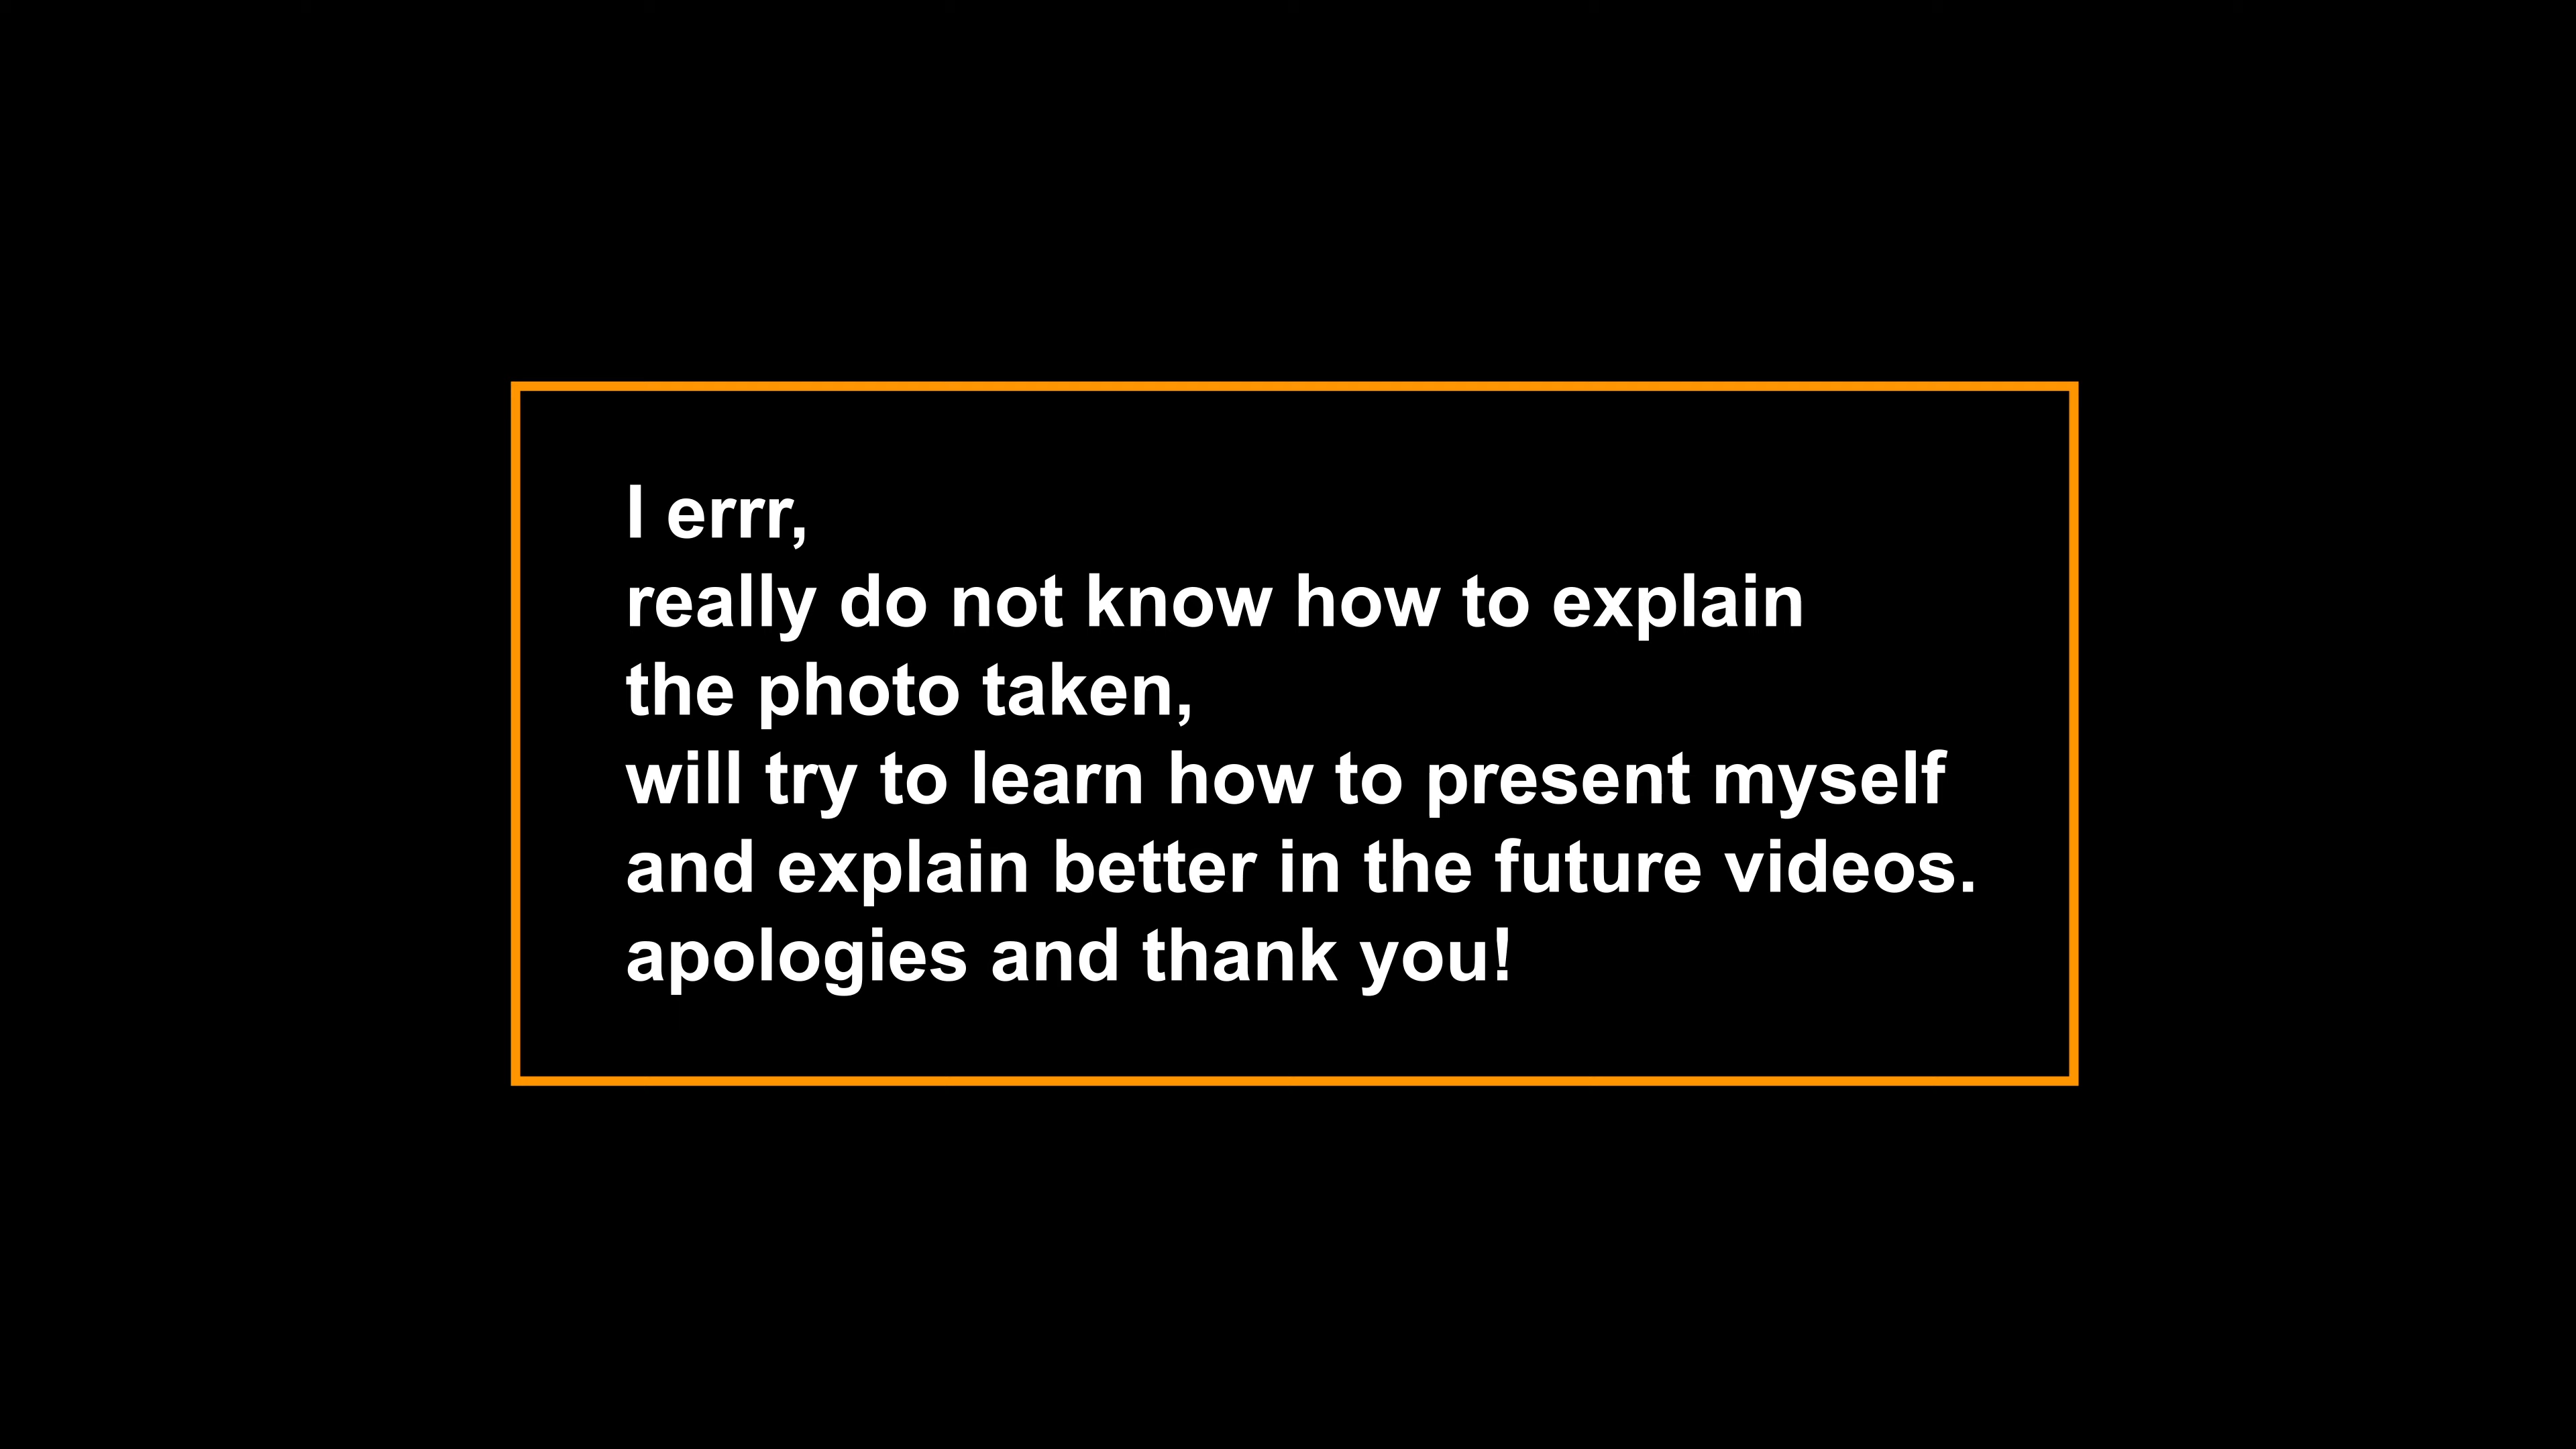 I errr,
really do not know how to explain
the photo taken,
will try to learn how to present myself
and explain better in the future videos.
apologies and thank you!